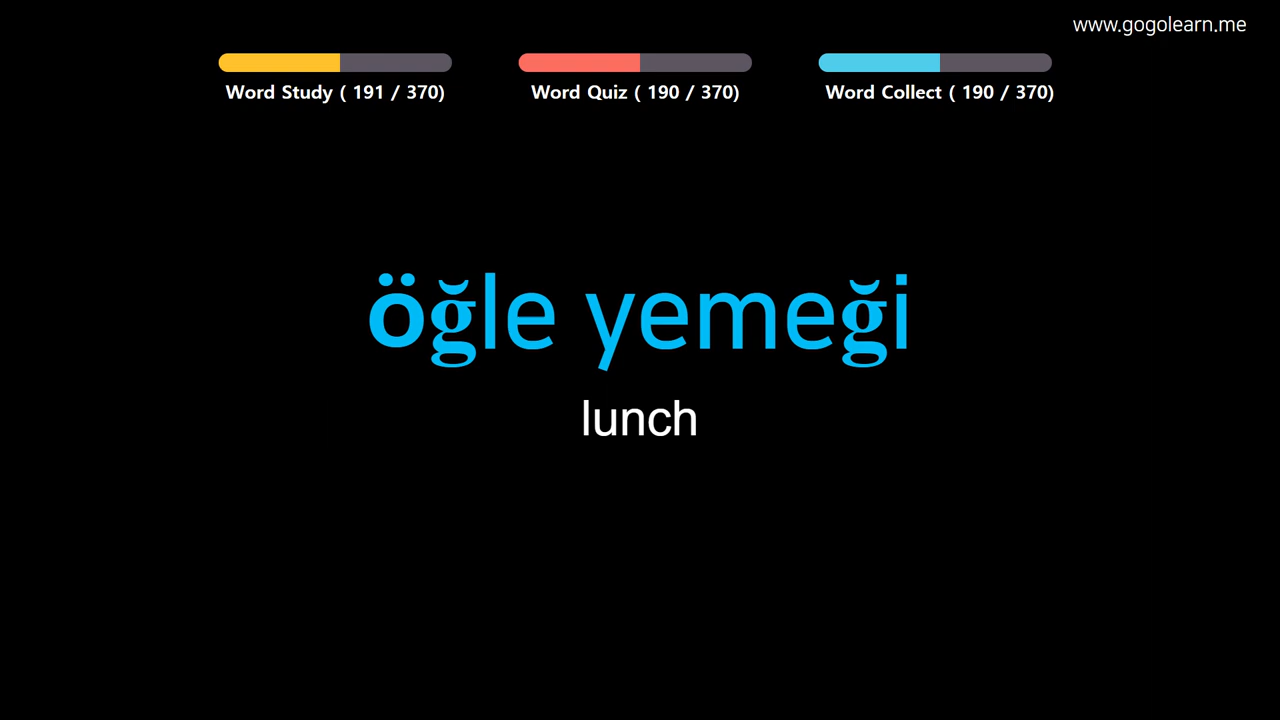 www.gogolearn.me
Word Study ( 191 / 370)
Word Quiz ( 190 / 370)
Word Collect ( 190 / 370)
öğle yemeği
lunch